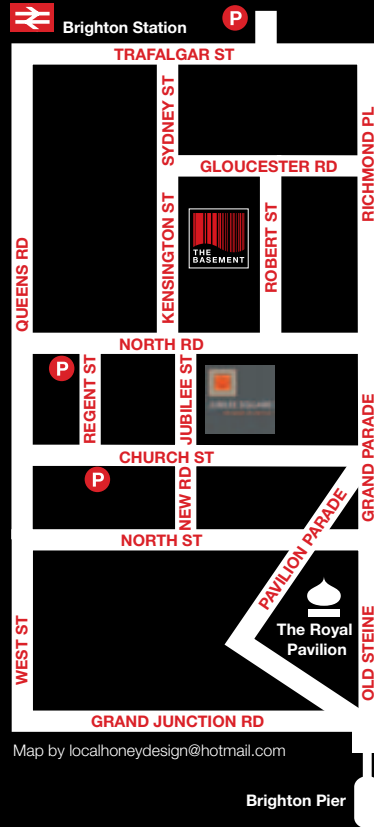 Brighton Station
P
TRAFALGAR ST
SYDNEY ST
GLOUCESTER RD
RICHMOND PL
QUEENS RD
KENSINGTON ST
THE
BASEMENT
ROBERT ST
NORTH RD
P
REGENT ST
JUBILEE ST
JUBILEE SQUARE
GRAND PARADE
CHURCH ST
P
NEW RD
NORTH ST
PAVILION PARADE
WEST ST
The Royal
Pavilion
OLD STEINE
GRAND JUNCTION RD
Map by localhoneydesign@hotmail.com
Brighton Pier